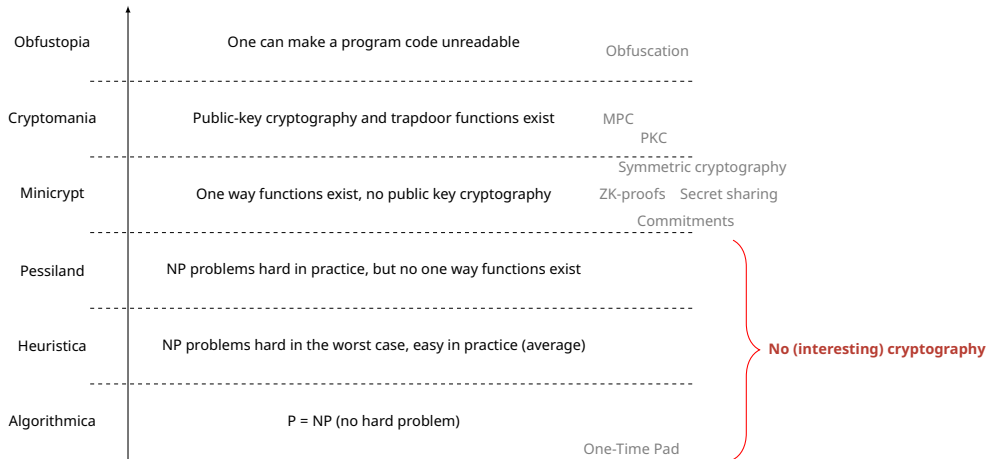 Obfustopia
One can make a program code unreadable
Obfuscation
Cryptomania
Public-key cryptography and trapdoor functions exist
MPC
PKC
Symmetric cryptography
Minicrypt
One way functions exist, no public key cryptography
ZK-proofs
Secret sharing
Commitments
Pessiland
NP problems hard in practice, but no one way functions exist
Heuristica
NP problems hard in the worst case, easy in practice (average)
No (interesting) cryptography
Algorithmica
P = NP (no hard problem)
One-Time Pad